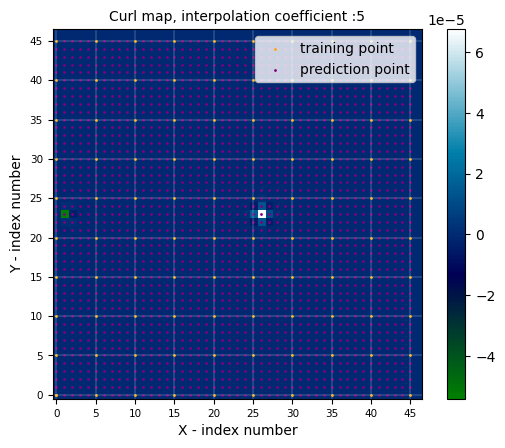 Curl map, interpolation coefficient :5
1e−5
training point
prediction point
45
40
35
30
25
20
15
10
5
0
Y - index number
0 5 10 15 20 25 30 35 40 45
X - index number
6
4
2
0
−2
−4